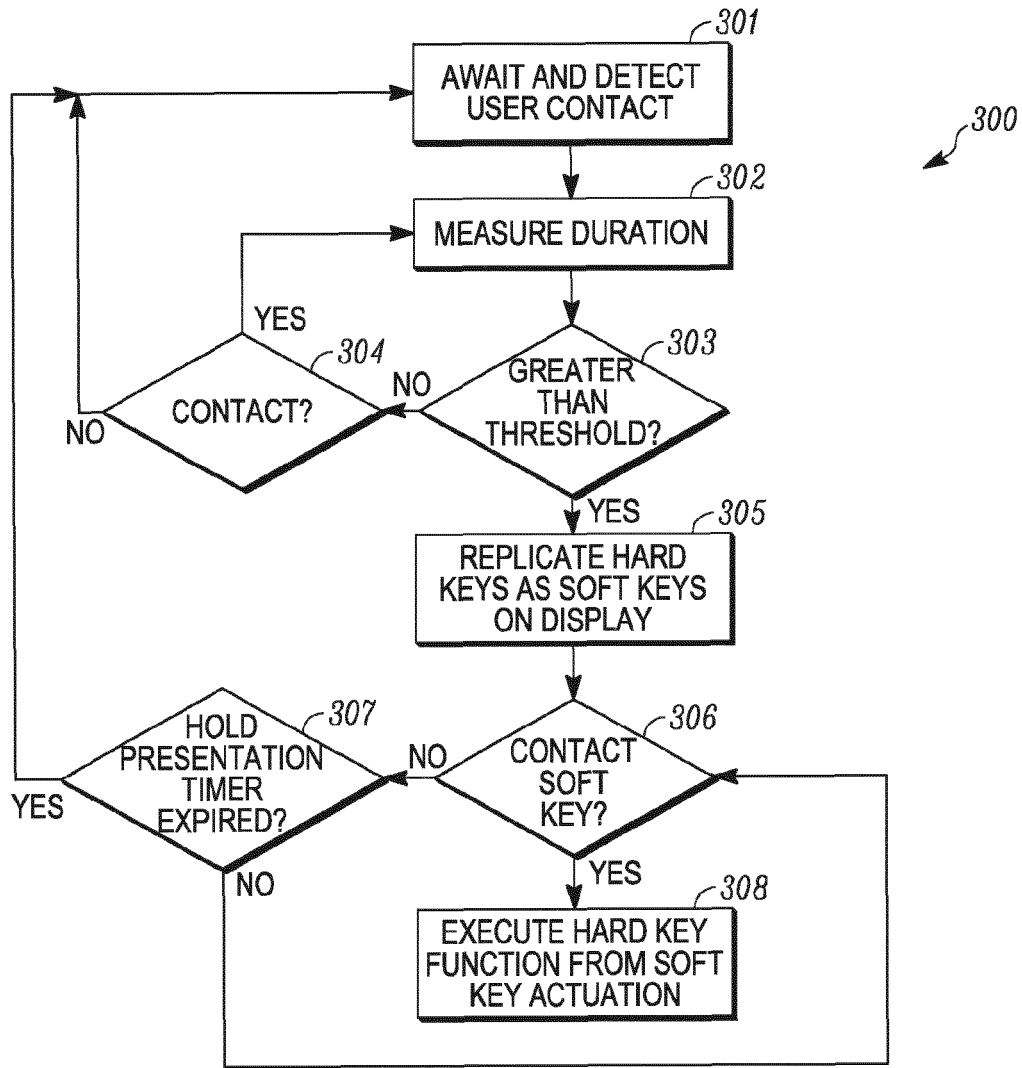 301
AWAIT AND DETECT
USER CONTACT
300
302
MEASURE DURATION
YES
304
303
NO
GREATER
THAN
THRESHOLD?
CONTACT?
NO
YES
305
REPLICATE HARD
KEYS AS SOFT KEYS
ON DISPLAY
307
306
HOLD
PRESENTATION
TIMER
EXPIRED?
NO
CONTACT
SOFT
KEY?
YES
NO
YES
308
EXECUTE HARD KEY
FUNCTION FROM SOFT
KEY ACTUATION